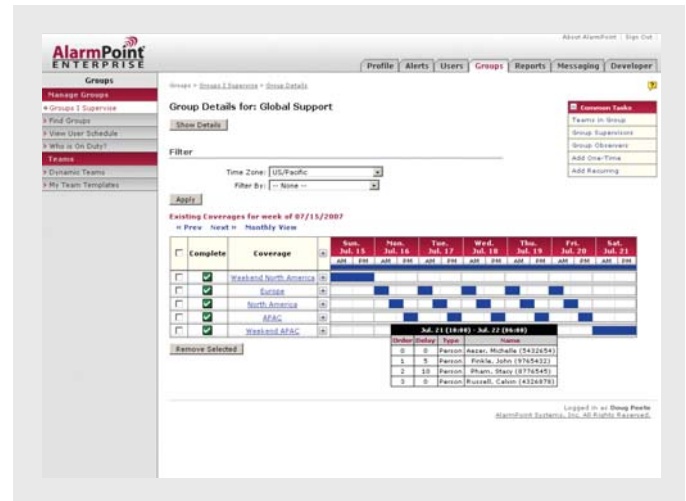 About AlarmPoint | Sign Out
AlarmPoint
ENTERPRISE
Profile Alerts Users Groups Reports Messaging Developer
Groups
Manage Groups
Groups I Supervise
Find Groups
View User Schedule
Who is On Duty?
Teams
Dynamic Teams
My Team Templates
Groups > Groups I Supervise > Group Details
Group Details for: Global Support
Show Details
Common Tasks
Teams in Group
Group Supervisors
Group Observers
Add One-Time
Add Recurring
Filter
Time Zone: US/Pacific
Filter By: -- None --
Apply
Existing Coverages for week of 07/15/2007
« Prev Next » Monthly View
Complete Coverage
Sun. Mon. Tue. Wed. Thu. Fri. Sat.
Jul. 15 Jul. 16 Jul. 17 Jul. 18 Jul. 19 Jul. 20 Jul. 21
AM PM AM PM AM PM AM PM AM PM AM PM AM PM
Weekend North America
Europe
North America
APAC
Weekend APAC
Remove Selected
Jul. 21 (18:00) - Jul. 22 (06:00)
Order Delay Type Name
0 0 Person Aezar, Michelle (5432654)
1 5 Person Finkle, John (9765432)
2 10 Person Pham, Stacy (8776545)
3 0 Person Russell, Calvin (4326878)
Logged in as Doug Peete
AlarmPoint Systems, Inc. All Rights Reserved.